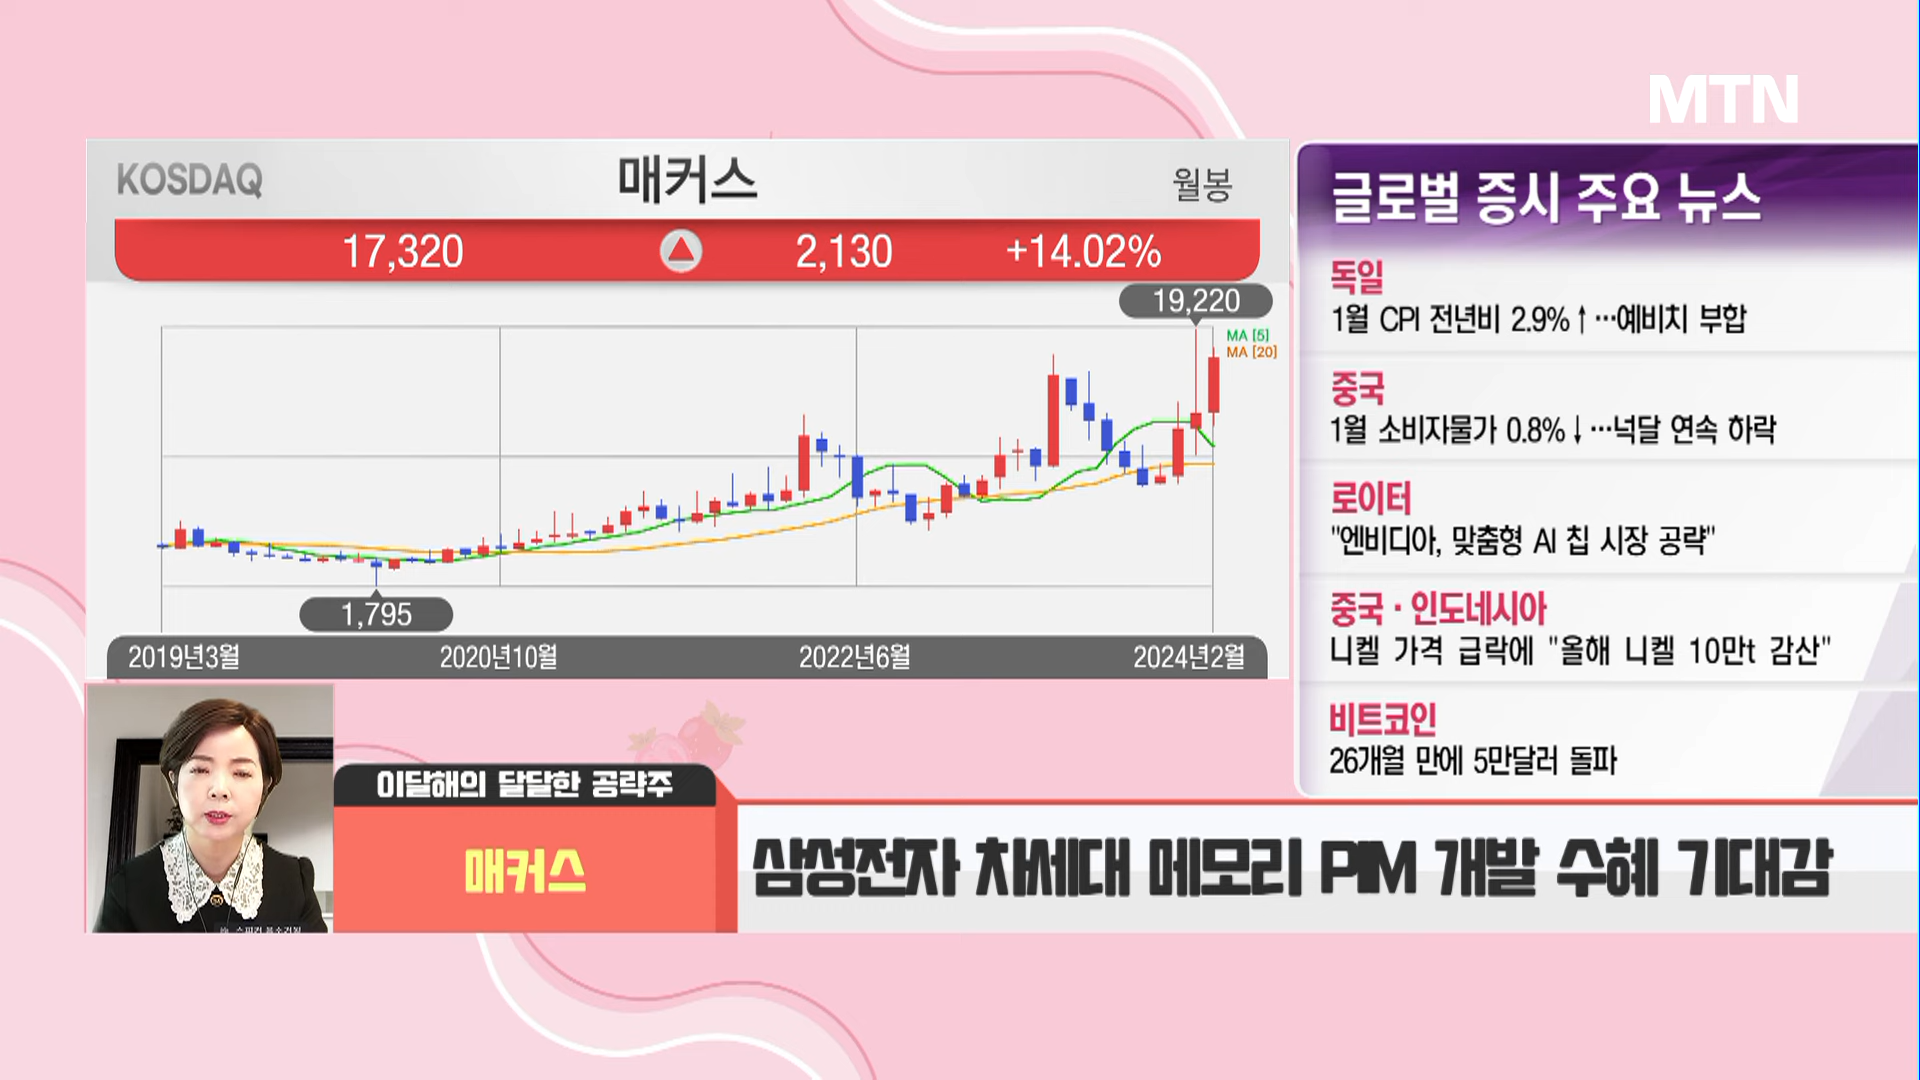 MTN
KOSDAQ
매커스
월봉
17,320 ▲ 2,130 +14.02%
19,220
MA [5]
MA [20]
1,795
2019년3월 2020년10월 2022년6월 2024년2월
글로벌 증시 주요 뉴스
독일
1월 CPI 전년비 2.9%↑…예비치 부합
중국
1월 소비자물가 0.8%↓…넉달 연속 하락
로이터
"엔비디아, 맞춤형 AI 칩 시장 공략"
중국·인도네시아
니켈 가격 급락에 "올해 니켈 10만t 감산"
비트코인
26개월 만에 5만달러 돌파
이달해의 달달한 공략주
매커스
삼성전자 차세대 메모리 PIM 개발 수혜 기대감